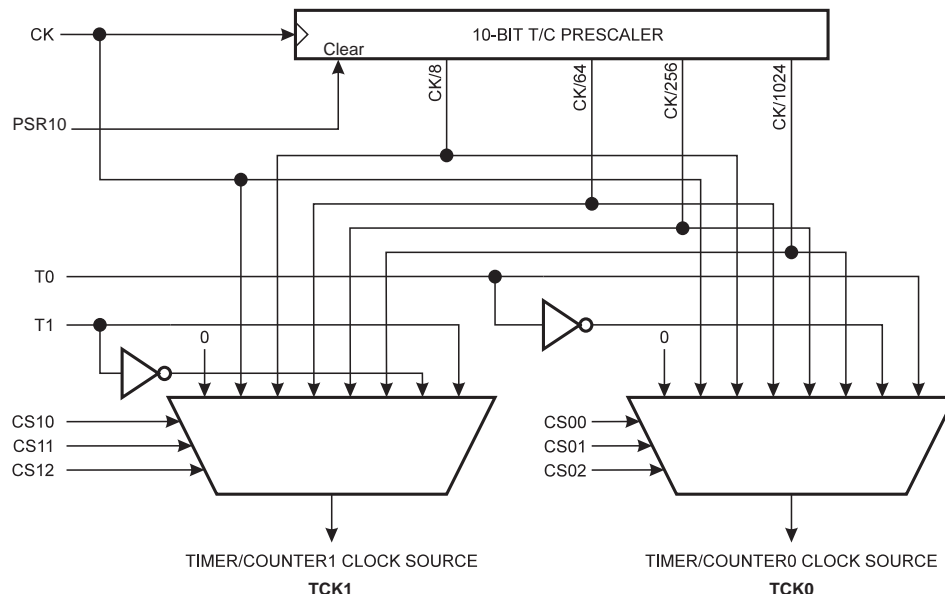 CK
10-BIT T/C PRESCALER
Clear
CK/8
CK/64
CK/256
CK/1024
PSR10
T0
T1
0
0
CS10
CS11
CS12
CS00
CS01
CS02
TIMER/COUNTER1 CLOCK SOURCE
TCK1
TIMER/COUNTER0 CLOCK SOURCE
TCK0